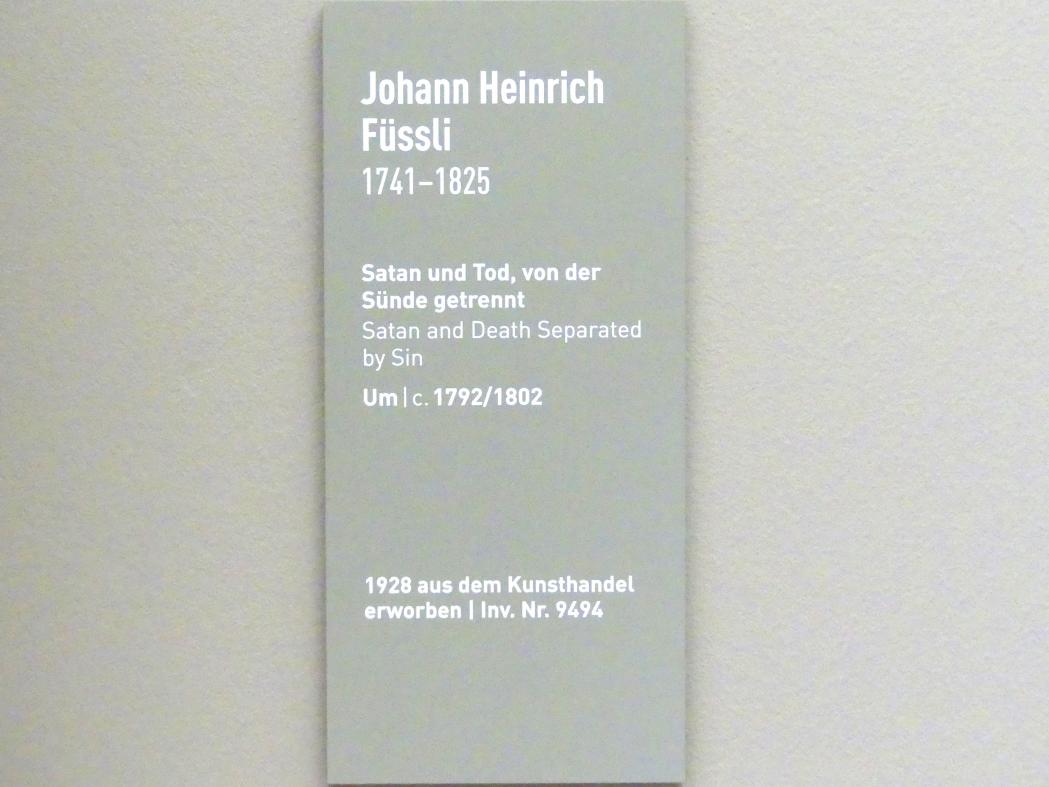 Johann Heinrich
Füssli
1741–1825
Satan und Tod, von der
Sünde getrennt
Satan and Death Separated
by Sin
Um | c. 1792/1802
1928 aus dem Kunsthandel
erworben | Inv. Nr. 9494